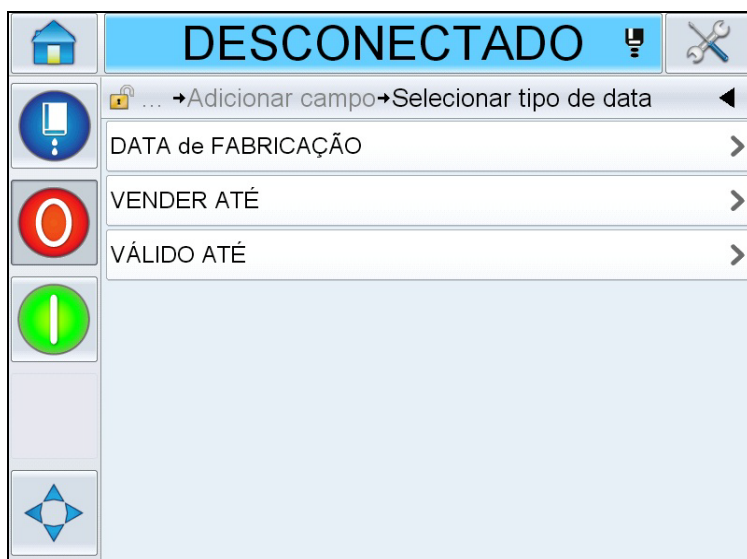 DESCONECTADO
... →Adicionar campo→Selecionar tipo de data
DATA de FABRICAÇÃO
VENDER ATÉ
VÁLIDO ATÉ